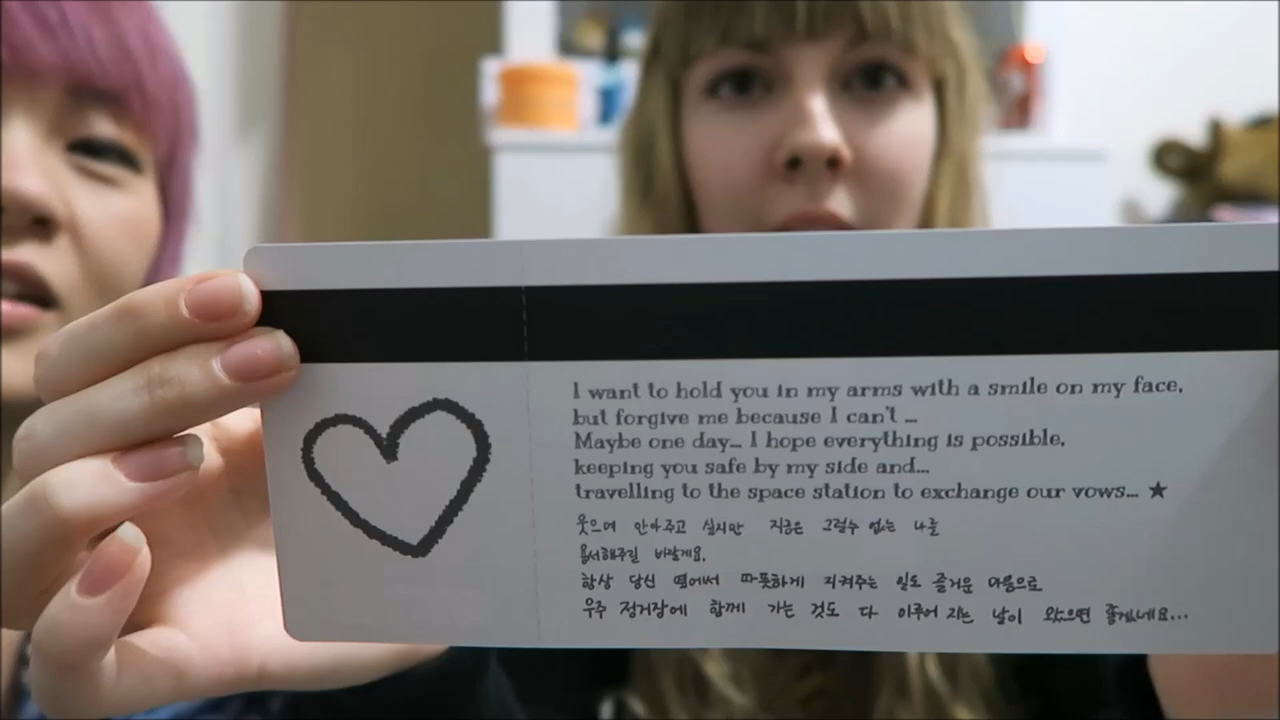 I want to hold you in my arms with a smile on my face,
but forgive me because I can't ...
Maybe one day... I hope everything is possible,
keeping you safe by my side and...
travelling to the space station to exchange our vows... ★
웃으며 안아주고 싶지만 지금은 그럴수 없는 나를
용서해주길 바랄게요.
항상 당신 옆에서 따뜻하게 지켜주는 일도 즐거운 마음으로
우주 정거장에 함께 가는 것도 다 이루어 지는 날이 왔으면 좋겠네요...